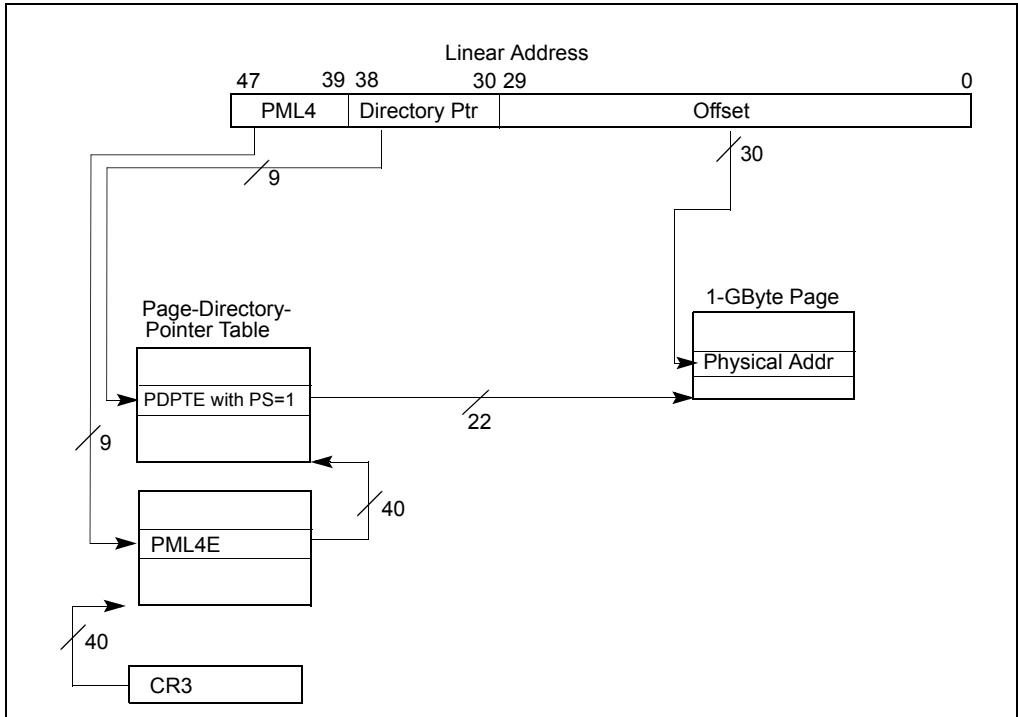 Linear Address
47 39 38 30 29 0
PML4 Directory Ptr Offset
9
30
Page-Directory-
Pointer Table
1-GByte Page
Physical Addr
PDPTE with PS=1
22
9
40
PML4E
40
CR3